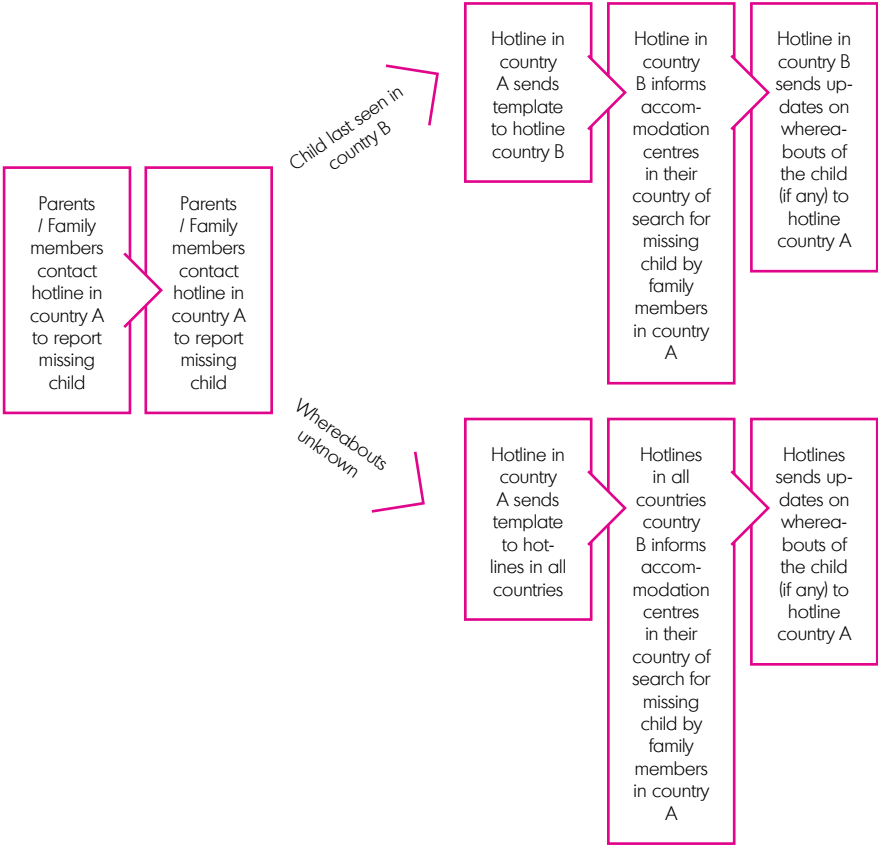 Parents
/ Family
members
contact
hotline in
country A
to report
missing
child
Parents
/ Family
members
contact
hotline in
country A
to report
missing
child
Child last seen in
country B
Hotline in
country
A sends
template
to hotline
country B
Hotline in
country
B informs
accom-
modation
centres
in their
country of
search for
missing
child by
family
members
in country
A
Hotline in
country B
sends up-
dates on
wherea-
bouts of
the child
(if any) to
hotline
country A
Whereabouts
unknown
Hotline in
country
A sends
template
to hot-
lines in all
countries
Hotlines
in all
countries
country
B informs
accom-
modation
centres
in their
country of
search for
missing
child by
family
members
in country
A
Hotlines
sends up-
dates on
wherea-
bouts of
the child
(if any) to
hotline
country A